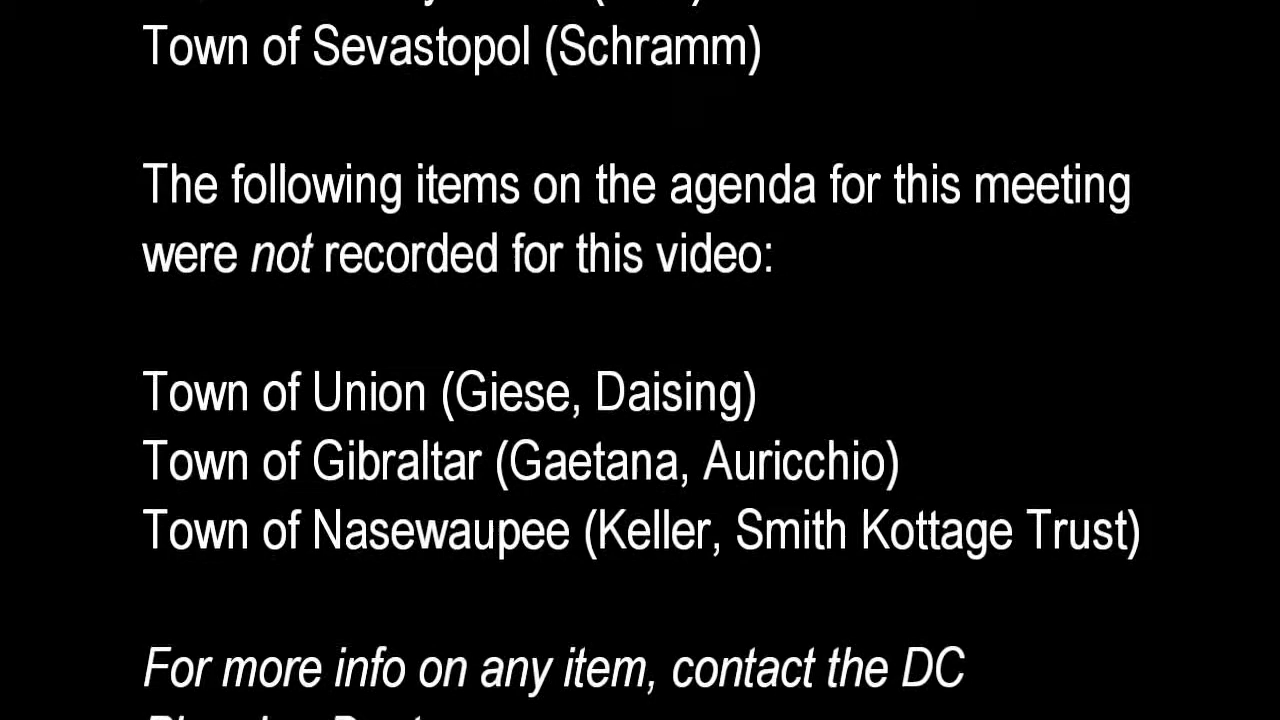 Town of Sevastopol (Schramm)
The following items on the agenda for this meeting
were not recorded for this video:
Town of Union (Giese, Daising)
Town of Gibraltar (Gaetana, Auricchio)
Town of Nasewaupee (Keller, Smith Kottage Trust)
For more info on any item, contact the DC